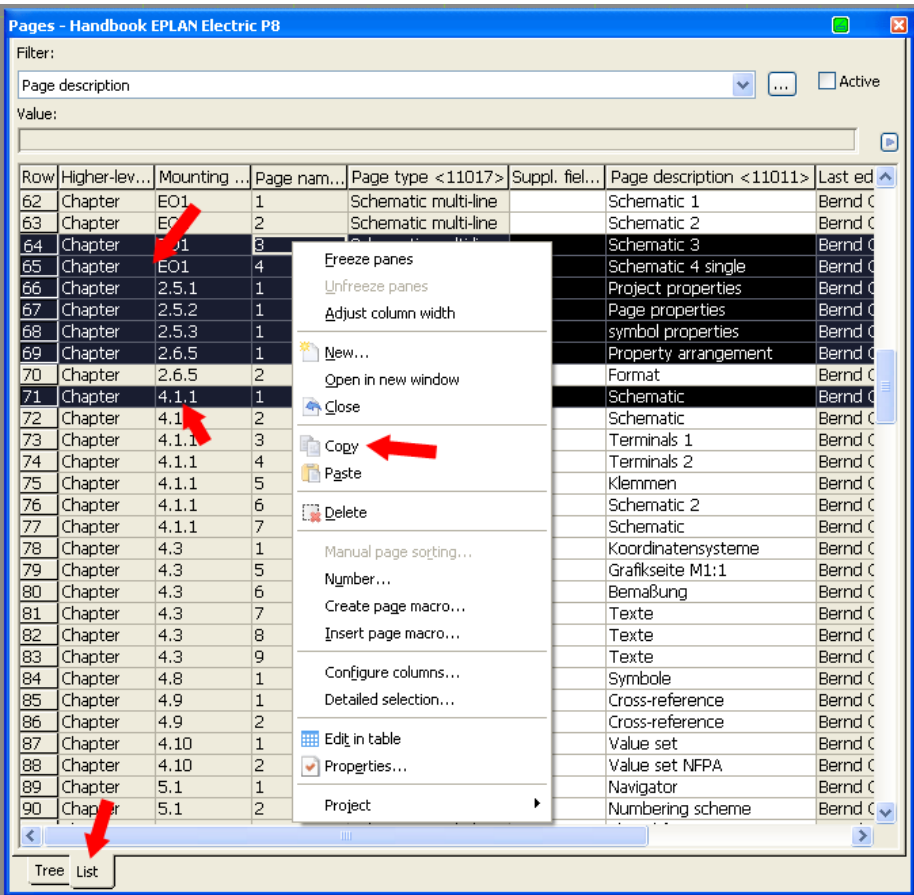 Pages - Handbook EPLAN Electric P8
Filter:
Page description
... Active
Value:
Row Higher-lev... Mounting ... Page nam... Page type <11017> Suppl. fiel... Page description <11011> Last ed
62 Chapter EO1 1 Schematic multi-line Schematic 1 Bernd
63 Chapter 2 Schematic multi-line Schematic 2 Bernd
64 Chapter 3 Schematic 3 Bernd
65 Chapter EO1 4 Schematic 4 single Bernd
66 Chapter 2.5.1 1 Project properties Bernd
67 Chapter 2.5.2 1 Page properties Bernd
68 Chapter 2.5.3 1 symbol properties Bernd
69 Chapter 2.6.5 1 Property arrangement Bernd
70 Chapter 2.6.5 2 Format Bernd
71 Chapter 4.1.1 1 Schematic Bernd
72 Chapter 2 Schematic Bernd
73 Chapter 4.1.1 3 Terminals 1 Bernd
74 Chapter 4.1.1 4 Terminals 2 Bernd
75 Chapter 4.1.1 5 Klemmen Bernd
76 Chapter 4.1.1 6 Schematic 2 Bernd
77 Chapter 4.1.1 7 Schematic Bernd
78 Chapter 4.3 1 Koordinatensysteme Bernd
79 Chapter 4.3 5 Grafikseite M1:1 Bernd
80 Chapter 4.3 6 Bemaßung Bernd
81 Chapter 4.3 7 Texte Bernd
82 Chapter 4.3 8 Texte Bernd
83 Chapter 4.3 9 Texte Bernd
84 Chapter 4.8 1 Symbole Bernd
85 Chapter 4.9 1 Cross-reference Bernd
86 Chapter 4.9 2 Cross-reference Bernd
87 Chapter 4.10 1 Value set Bernd
88 Chapter 4.10 2 Value set NFPA Bernd
89 Chapter 5.1 1 Navigator Bernd
90 Chapter 5.1 2 Numbering scheme Bernd
Freeze panes
Unfreeze panes
Adjust column width
New...
Open in new window
Close
Copy
Paste
Delete
Manual page sorting...
Number...
Create page macro...
Insert page macro...
Configure columns...
Detailed selection...
Edit in table
Properties...
Project
Tree List